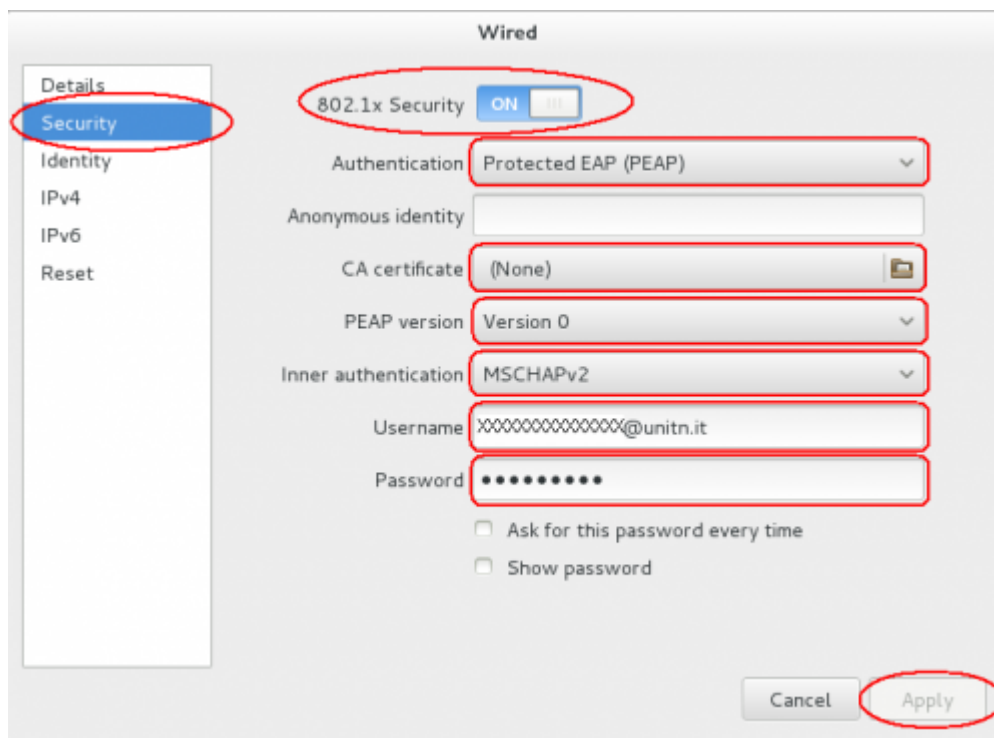 Wired
Details
Security
Identity
IPv4
IPv6
Reset
802.1x Security ON
Authentication Protected EAP (PEAP)
Anonymous identity
CA certificate (None)
PEAP version Version 0
Inner authentication MSCHAPv2
Username XXXXXXXXXXXXXXX@unitn.it
Password •••••••••
Ask for this password every time
Show password
Cancel Apply